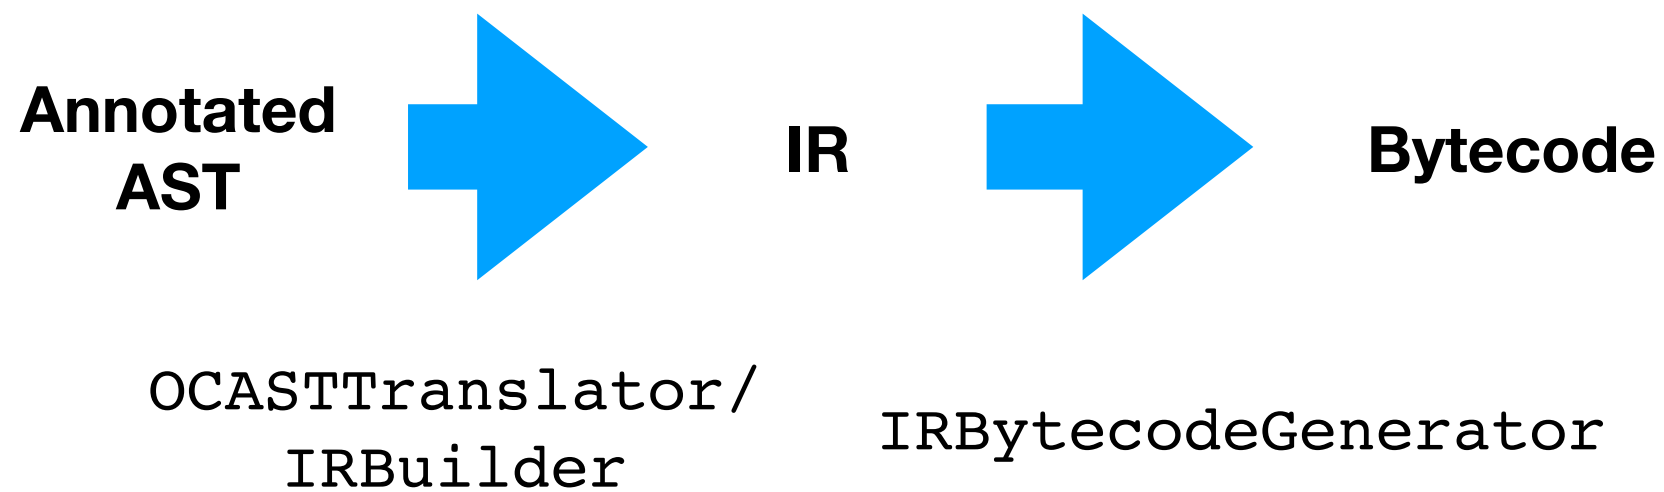 Annotated
AST
IR
Bytecode
OCASTTranslator/
IRBuilder
IRBytecodeGenerator